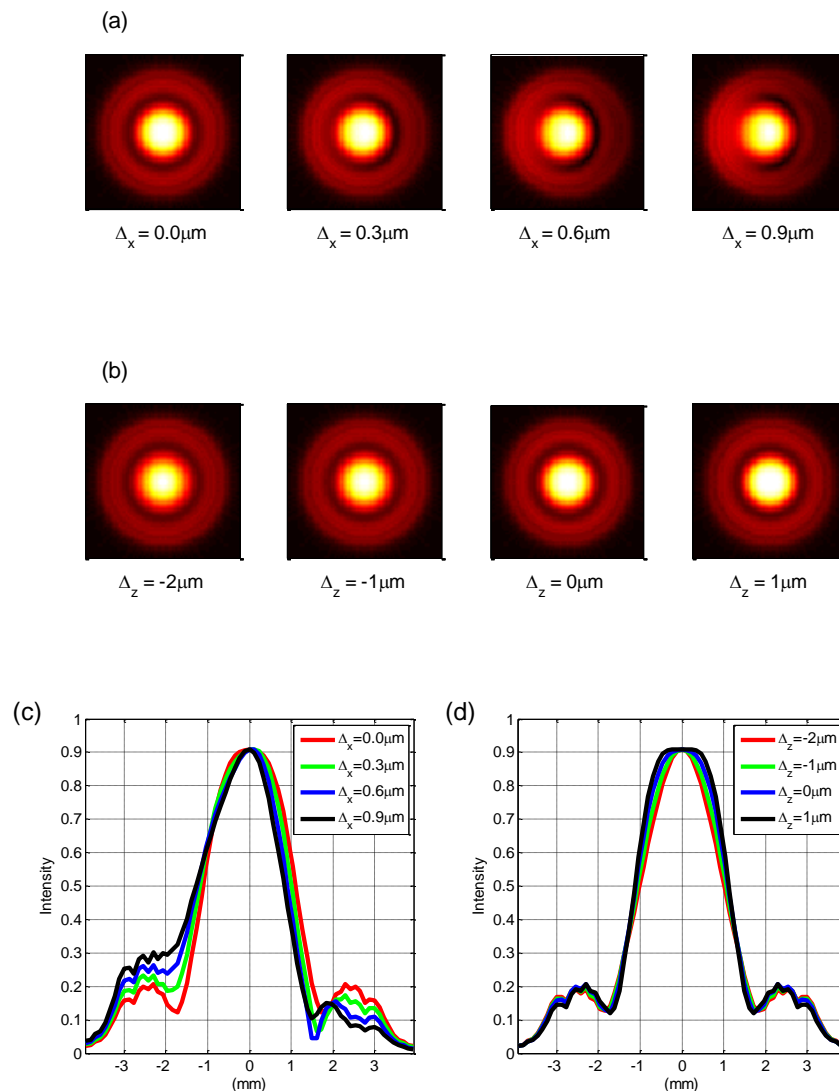 (a)
Δx = 0.0μm Δx = 0.3μm Δx = 0.6μm Δx = 0.9μm
(b)
Δz = -2μm Δz = -1μm Δz = 0μm Δz = 1μm
(c)
1
0.9
0.8
0.7
0.6
0.5
0.4
0.3
0.2
0.1
0
Intensity
-3 -2 -1 0 1 2 3
(mm)
Δx=0.0μm
Δx=0.3μm
Δx=0.6μm
Δx=0.9μm
(d)
1
0.9
0.8
0.7
0.6
0.5
0.4
0.3
0.2
0.1
0
Intensity
-3 -2 -1 0 1 2 3
(mm)
Δz=-2μm
Δz=-1μm
Δz=0μm
Δz=1μm